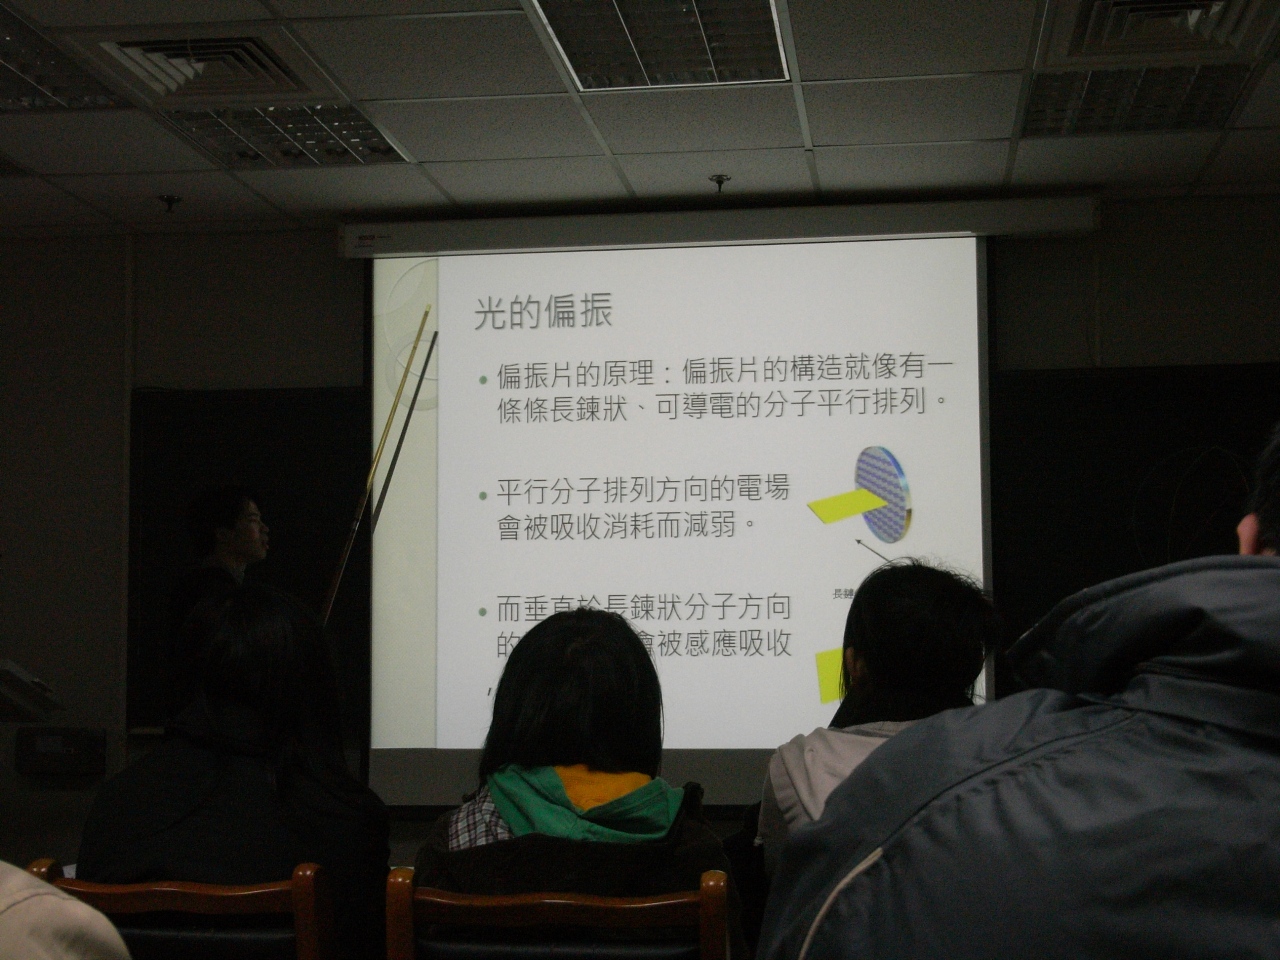 光的偏振
• 偏振片的原理：偏振片的構造就像有一
條條長鍊狀、可導電的分子平行排列。
• 平行分子排列方向的電場
會被吸收消耗而減弱。
• 而垂直於長鍊狀分子方向
的 會被感應吸收
，
長鏈